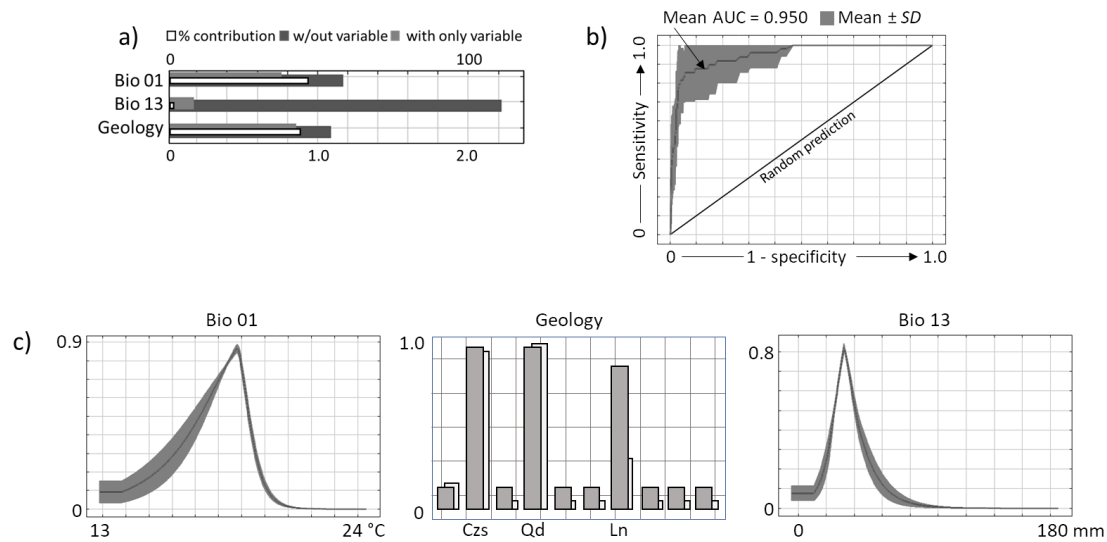 a)
% contribution w/out variable with only variable
0 100
Bio 01
Bio 13
Geology
0 1.0 2.0
b)
Mean AUC = 0.950 Mean ± SD
1.0
Sensitivity
0
Random prediction
0 1 - specificity 1.0
c)
Bio 01
0.9
0
13 24 °C
Geology
1.0
0
Czs Qd Ln
Bio 13
0.8
0
0 180 mm